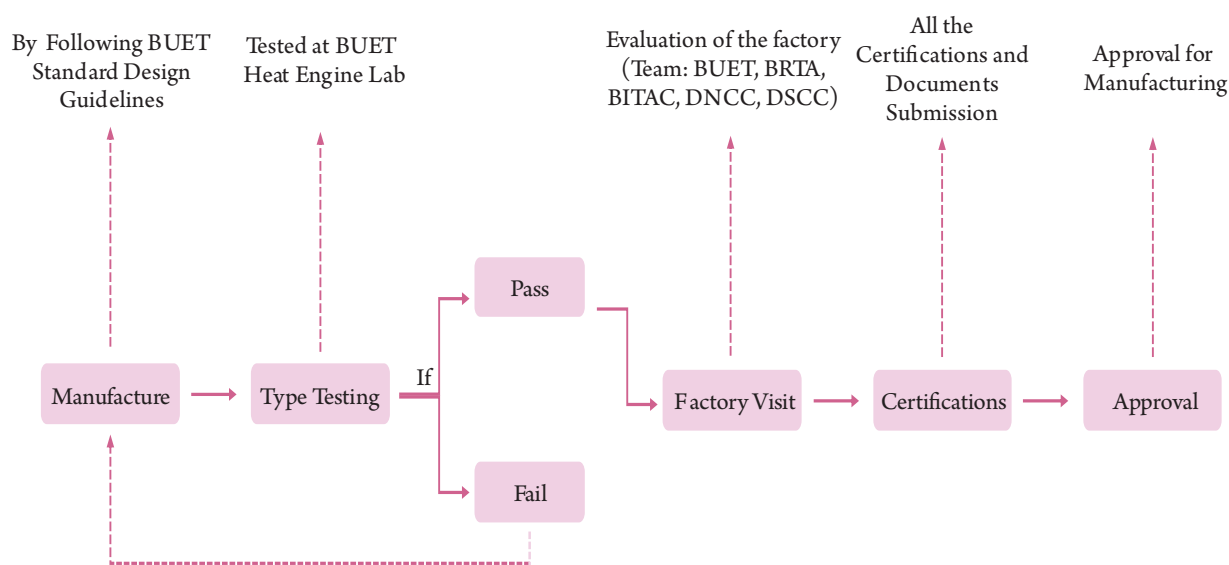 By Following BUET
Standard Design
Guidelines
Tested at BUET
Heat Engine Lab
Evaluation of the factory
(Team: BUET, BRTA,
BITAC, DNCC, DSCC)
All the
Certifications and
Documents
Submission
Approval for
Manufacturing
Manufacture
Type Testing
If
Pass
Fail
Factory Visit
Certifications
Approval